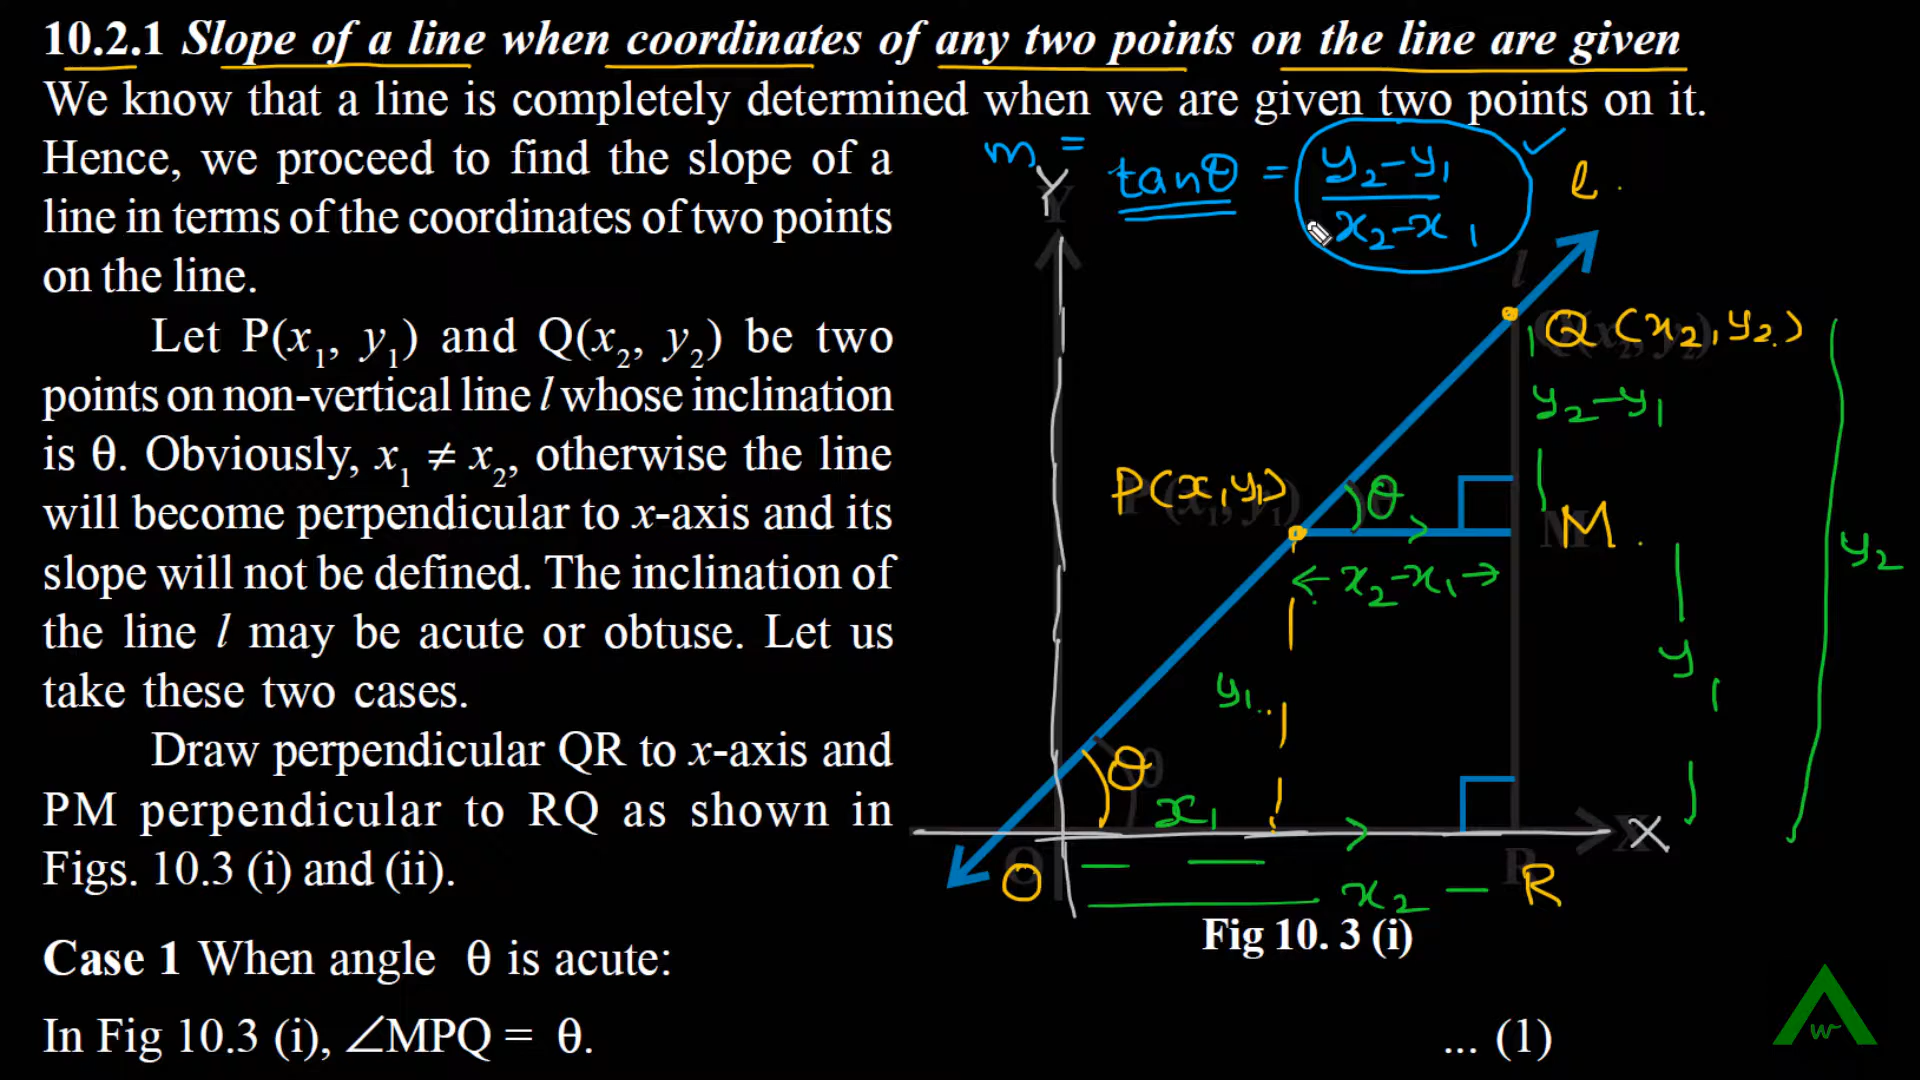 10.2.1 Slope of a line when coordinates of any two points on the line are given
We know that a line is completely determined when we are given two points on it.
Hence, we proceed to find the slope of a
line in terms of the coordinates of two points
on the line.
Let P(x₁, y₁) and Q(x₂, y₂) be two
points on non-vertical line l whose inclination
is θ. Obviously, x₁ ≠ x₂, otherwise the line
will become perpendicular to x-axis and its
slope will not be defined. The inclination of
the line l may be acute or obtuse. Let us
take these two cases.
Draw perpendicular QR to x-axis and
PM perpendicular to RQ as shown in
Figs. 10.3 (i) and (ii).
Case 1 When angle θ is acute:
In Fig 10.3 (i), ∠MPQ = θ. ... (1)
m = tanθ = y₂-y₁
x₂-x₁
Y
l
Q(x₂,y₂)
y₂-y₁
P(x₁,y₁)
θ
M
x₂-x₁
y₂
y₁
y₁
θ
x₁
X
O
x₂
R
Fig 10. 3 (i)
w